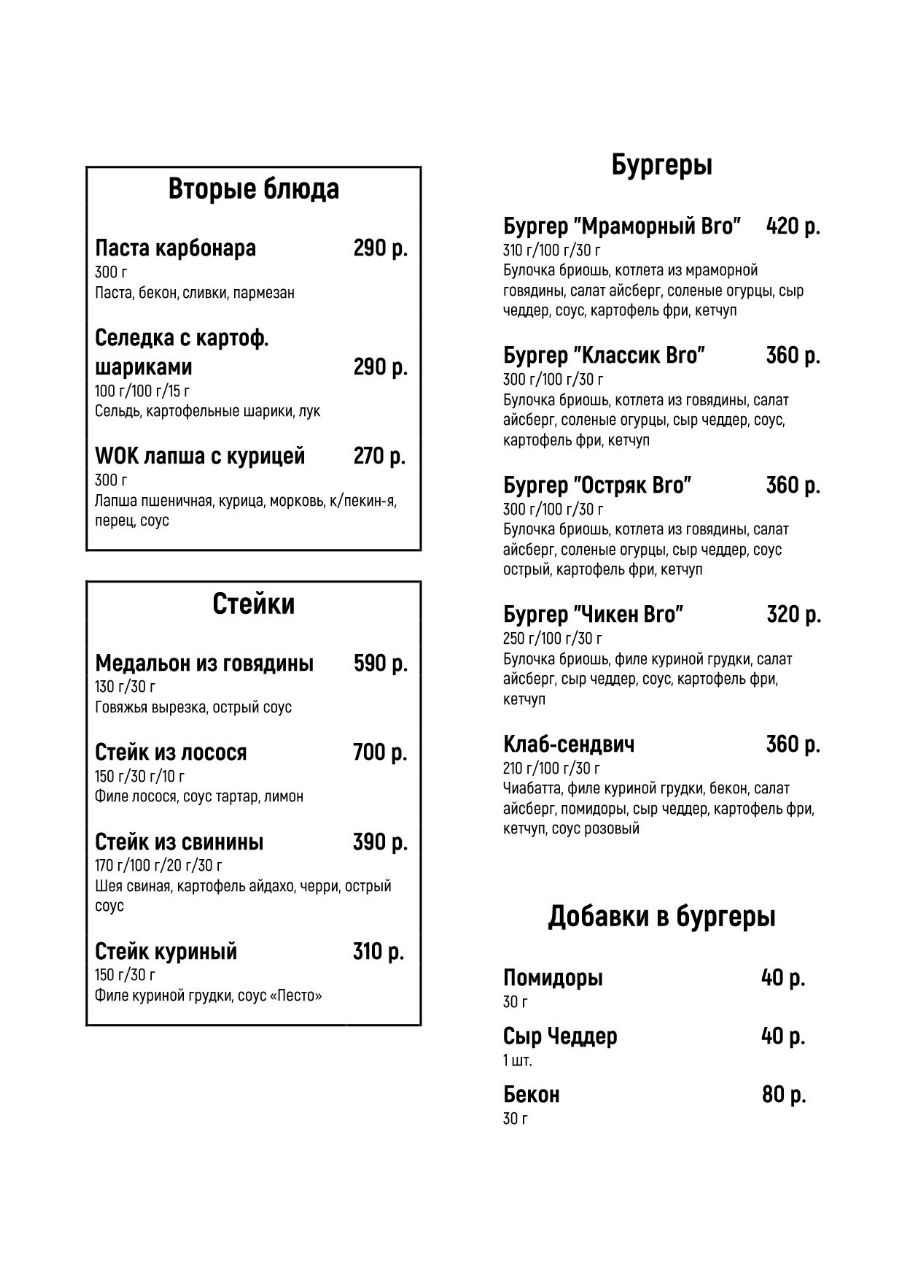 Вторые блюда
Паста карбонара 290 р.
300 г
Паста, бекон, сливки, пармезан
Селедка с картоф.
шариками 290 р.
100 г/100 г/15 г
Сельдь, картофельные шарики, лук
WOK лапша с курицей 270 р.
300 г
Лапша пшеничная, курица, морковь, к/пекин-я,
перец, соус
Стейки
Медальон из говядины 590 р.
130 г/30 г
Говяжья вырезка, острый соус
Стейк из лосося 700 р.
150 г/30 г/10 г
Филе лосося, соус тартар, лимон
Стейк из свинины 390 р.
170 г/100 г/20 г/30 г
Шея свиная, картофель айдахо, черри, острый
соус
Стейк куриный 310 р.
150 г/30 г
Филе куриной грудки, соус «Песто»
Бургеры
Бургер "Мраморный Bro" 420 р.
310 г/100 г/30 г
Булочка бриошь, котлета из мраморной
говядины, салат айсберг, соленые огурцы, сыр
чеддер, соус, картофель фри, кетчуп
Бургер "Классик Bro" 360 р.
300 г/100 г/30 г
Булочка бриошь, котлета из говядины, салат
айсберг, соленые огурцы, сыр чеддер, соус,
картофель фри, кетчуп
Бургер "Остряк Bro" 360 р.
300 г/100 г/30 г
Булочка бриошь, котлета из говядины, салат
айсберг, соленые огурцы, сыр чеддер, соус
острый, картофель фри, кетчуп
Бургер "Чикен Bro" 320 р.
250 г/100 г/30 г
Булочка бриошь, филе куриной грудки, салат
айсберг, сыр чеддер, соус, картофель фри,
кетчуп
Клаб-сендвич 360 р.
210 г/100 г/30 г
Чиабатта, филе куриной грудки, бекон, салат
айсберг, помидоры, сыр чеддер, картофель фри,
кетчуп, соус розовый
Добавки в бургеры
Помидоры 40 р.
30 г
Сыр Чеддер 40 р.
1 шт.
Бекон 80 р.
30 г